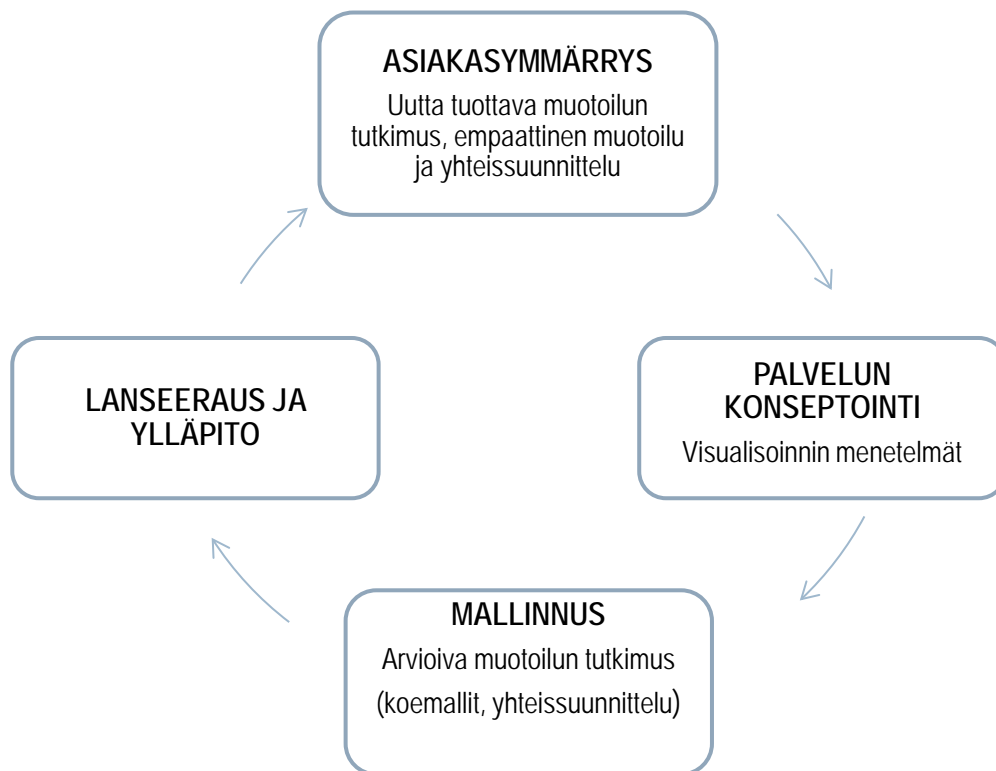 ASIAKASYMMÄRRYS
Uutta tuottava muotoilun
tutkimus, empaattinen muotoilu
ja yhteissuunnittelu
PALVELUN
KONSEPTOINTI
Visualisoinnin menetelmät
MALLINNUS
Arvioiva muotoilun tutkimus
(koemallit, yhteissuunnittelu)
LANSEERAUS JA
YLLÄPITO